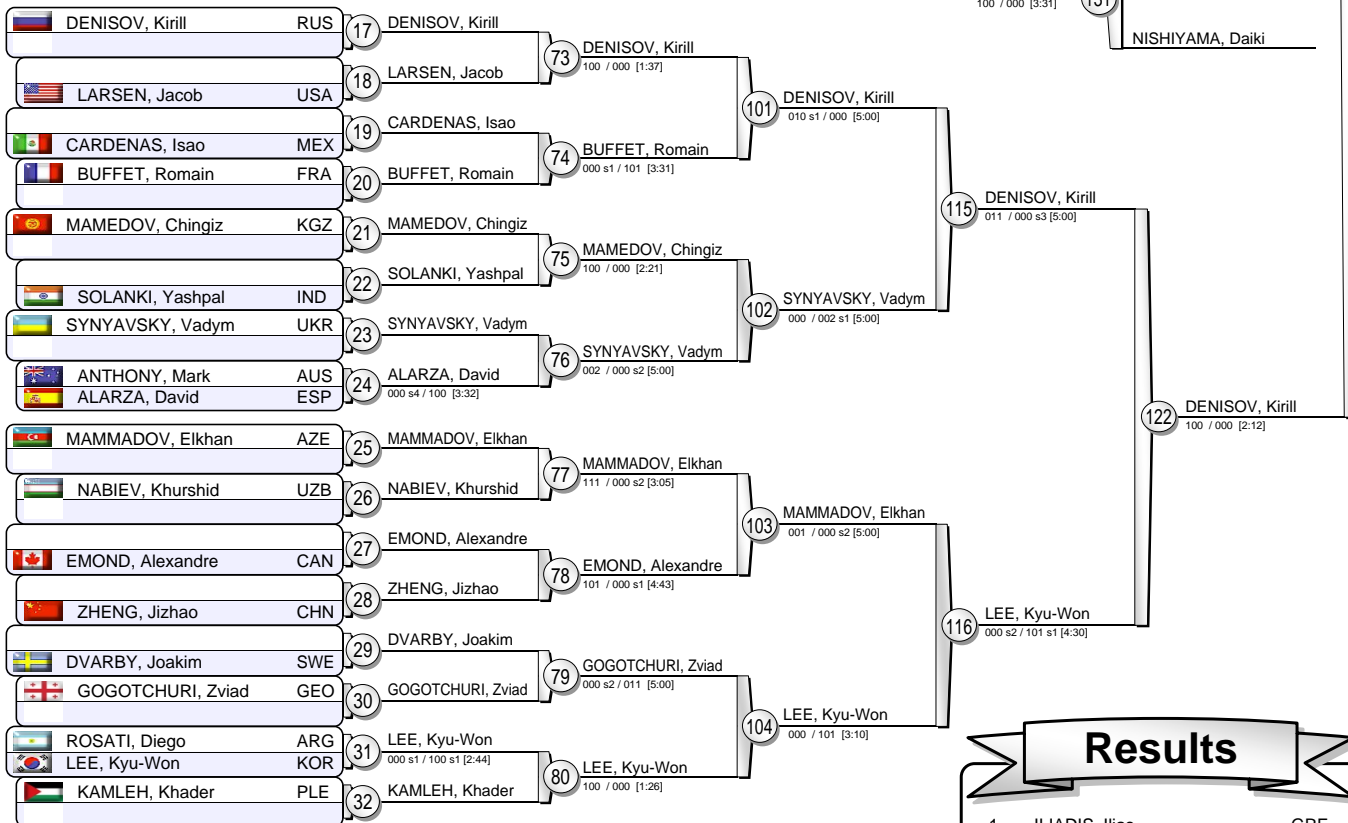 100 / 000 [3:31]
131
NISHIYAMA, Daiki
DENISOV, Kirill RUS
17
DENISOV, Kirill
LARSEN, Jacob USA
18
LARSEN, Jacob
73
DENISOV, Kirill
100 / 000 [1:37]
CARDENAS, Isao MEX
19
CARDENAS, Isao
BUFFET, Romain FRA
20
BUFFET, Romain
74
BUFFET, Romain
000 s1 / 101 [3:31]
101
DENISOV, Kirill
010 s1 / 000 [5:00]
MAMEDOV, Chingiz KGZ
21
MAMEDOV, Chingiz
SOLANKI, Yashpal IND
22
SOLANKI, Yashpal
75
MAMEDOV, Chingiz
100 / 000 [2:21]
SYNYAVSKY, Vadym UKR
23
SYNYAVSKY, Vadym
ANTHONY, Mark AUS
ALARZA, David ESP
24
ALARZA, David
000 s4 / 100 [3:32]
76
SYNYAVSKY, Vadym
002 / 000 s2 [5:00]
102
SYNYAVSKY, Vadym
000 / 002 s1 [5:00]
115
DENISOV, Kirill
011 / 000 s3 [5:00]
MAMMADOV, Elkhan AZE
25
MAMMADOV, Elkhan
NABIEV, Khurshid UZB
26
NABIEV, Khurshid
77
MAMMADOV, Elkhan
111 / 000 s2 [3:05]
EMOND, Alexandre CAN
27
EMOND, Alexandre
ZHENG, Jizhao CHN
28
ZHENG, Jizhao
78
EMOND, Alexandre
101 / 000 s1 [4:43]
103
MAMMADOV, Elkhan
001 / 000 s2 [5:00]
DVARBY, Joakim SWE
29
DVARBY, Joakim
GOGOTCHURI, Zviad GEO
30
GOGOTCHURI, Zviad
79
GOGOTCHURI, Zviad
000 s2 / 011 [5:00]
ROSATI, Diego ARG
LEE, Kyu-Won KOR
31
LEE, Kyu-Won
000 s1 / 100 s1 [2:44]
KAMLEH, Khader PLE
32
KAMLEH, Khader
80
LEE, Kyu-Won
100 / 000 [1:26]
104
LEE, Kyu-Won
000 / 101 [3:10]
116
LEE, Kyu-Won
000 s2 / 101 s1 [4:30]
122
DENISOV, Kirill
100 / 000 [2:12]
Results
1 ILIADIS, Ilias GRE